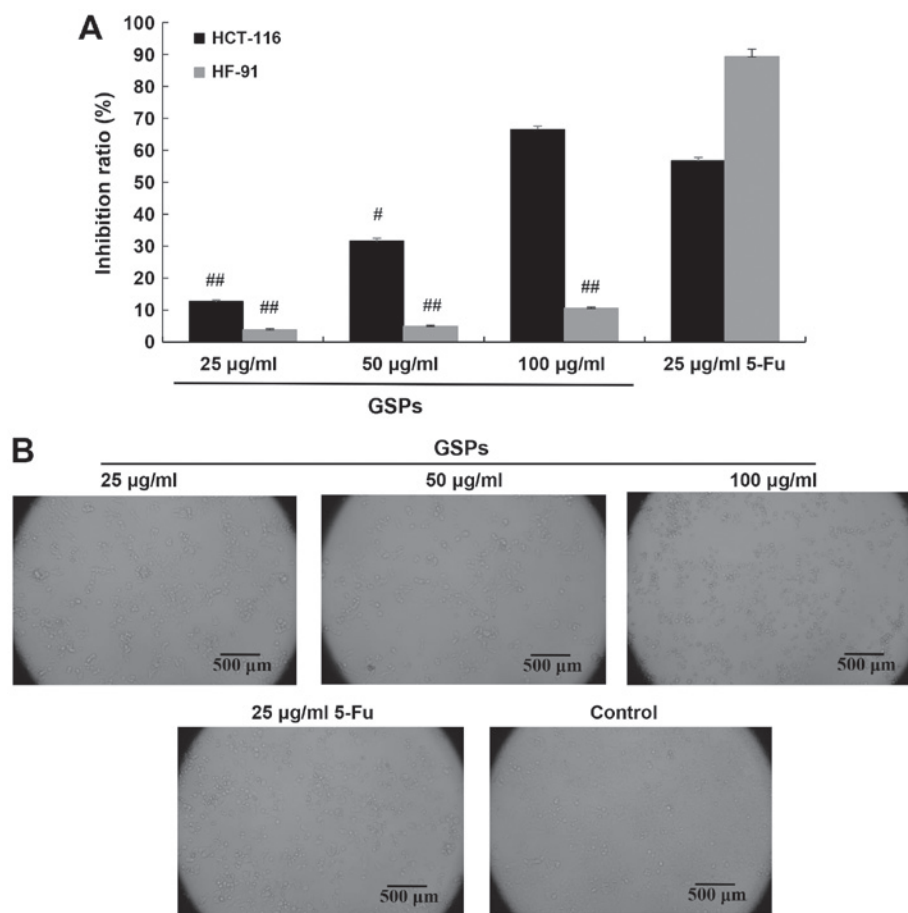 A
100
90
80
70
60
50
40
30
20
10
0
Inhibition ratio (%)
HCT-116
HF-91
##
##
#
##
##
25 µg/ml
50 µg/ml
100 µg/ml
25 µg/ml 5-Fu
GSPs
B
GSPs
25 µg/ml
50 µg/ml
100 µg/ml
500 µm
500 µm
500 µm
25 µg/ml 5-Fu
Control
500 µm
500 µm